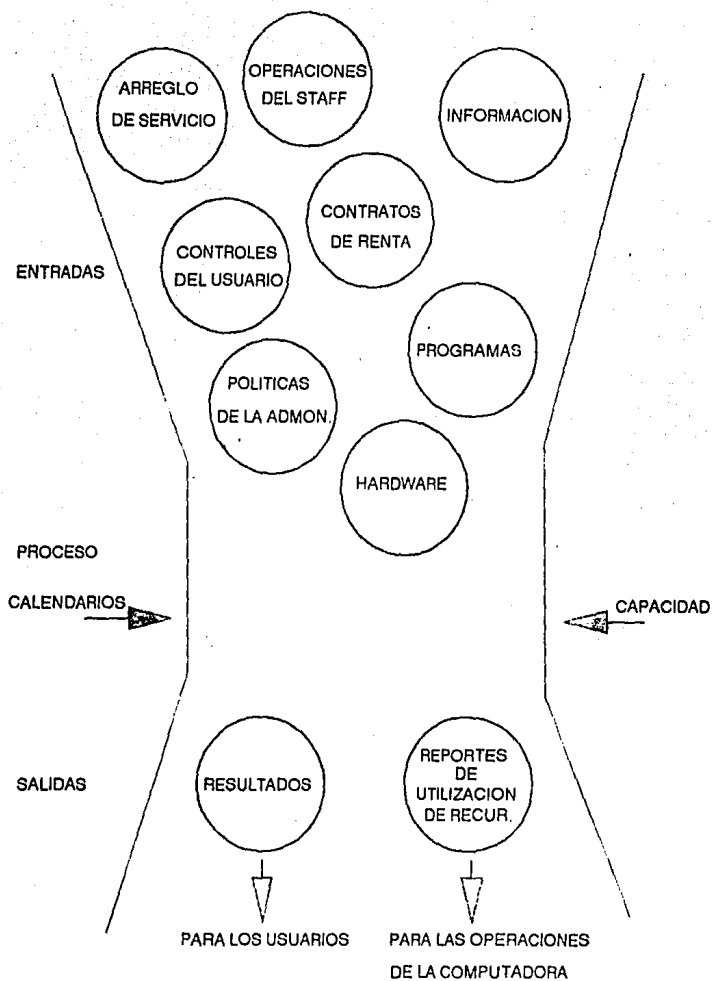 ARREGLO
DE SERVICIO
OPERACIONES
DEL STAFF
INFORMACION
CONTRATOS
DE RENTA
CONTROLES
DEL USUARIO
ENTRADAS
PROGRAMAS
POLITICAS
DE LA ADMON.
HARDWARE
PROCESO
CALENDARIOS
CAPACIDAD
SALIDAS
RESULTADOS
REPORTES
DE
UTILIZACION
DE RECUR.
PARA LOS USUARIOS
PARA LAS OPERACIONES
DE LA COMPUTADORA